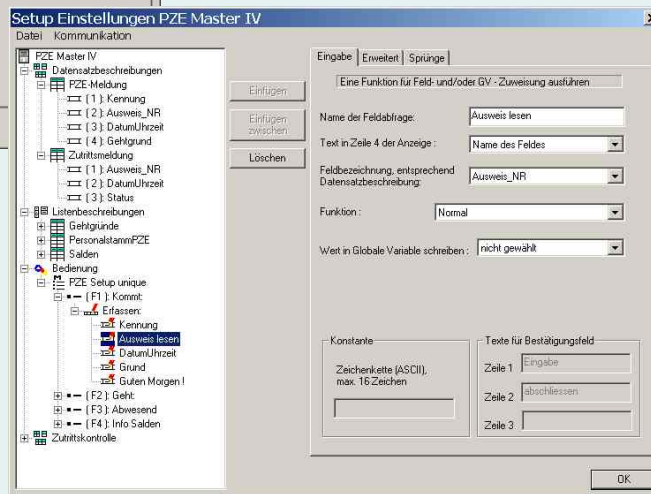 Setup Einstellungen PZE Master IV
Datei Kommunikation
PZE Master IV
Datensatzbeschreibungen
PZE-Meldung
( 1 ): Kennung
( 2 ): Ausweis_NR
( 3 ): DatumUhrzeit
( 4 ): Gehtgrund
Zutrittsmeldung
( 1 ): Ausweis_NR
( 2 ): DatumUhrzeit
( 3 ): Status
Listenbeschreibungen
Gehtgründe
PersonalstammPZE
Salden
Bedienung
PZE Setup unique
( F1 ): Kommt:
Erfassen:
Kennung
Ausweis lesen
DatumUhrzeit
Grund
Guten Morgen !
( F2 ): Geht:
( F3 ): Abwesend
( F4 ): Info Salden
Zutrittskontrolle
Einfügen
Einfügen
zwischen
Löschen
Eingabe Erweitert Sprünge
Eine Funktion für Feld- und/oder GV - Zuweisung ausführen
Name der Feldabfrage: Ausweis lesen
Text in Zeile 4 der Anzeige : Name des Feldes
Feldbezeichnung, entsprechend
Datensatzbeschreibung: Ausweis_NR
Funktion : Normal
Wert in Globale Variable schreiben : nicht gewählt
Konstante
Zeichenkette (ASCII),
max. 16 Zeichen
Texte für Bestätigungsfeld
Zeile 1 Eingabe
Zeile 2 abschliessen
Zeile 3
OK